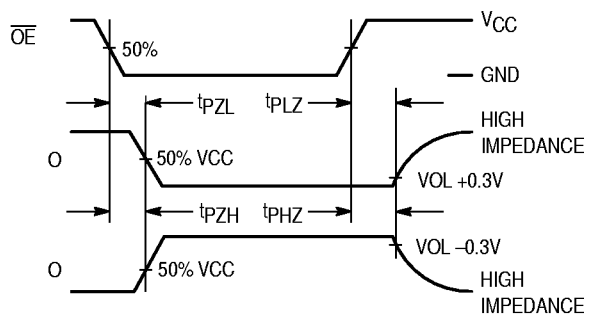 OE
50%
VCC
GND
tPZL
tPLZ
O
50% VCC
HIGH
IMPEDANCE
VOL +0.3V
tPZH
tPHZ
O
50% VCC
VOL –0.3V
HIGH
IMPEDANCE